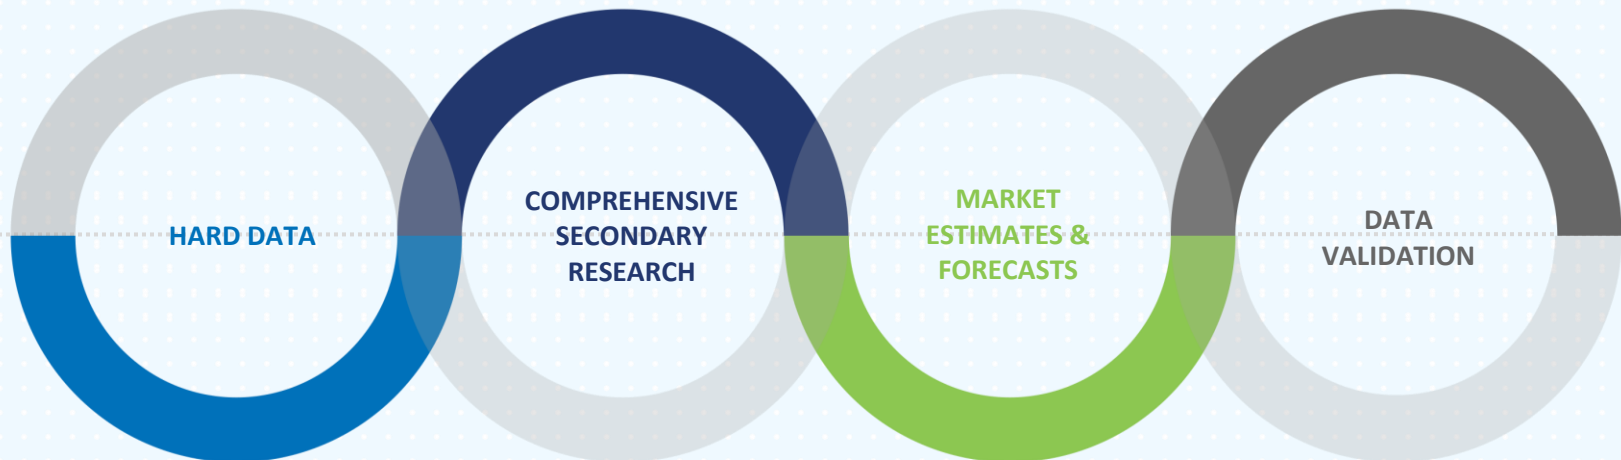 HARD DATA
COMPREHENSIVE
SECONDARY
RESEARCH
MARKET
ESTIMATES &
FORECASTS
DATA
VALIDATION